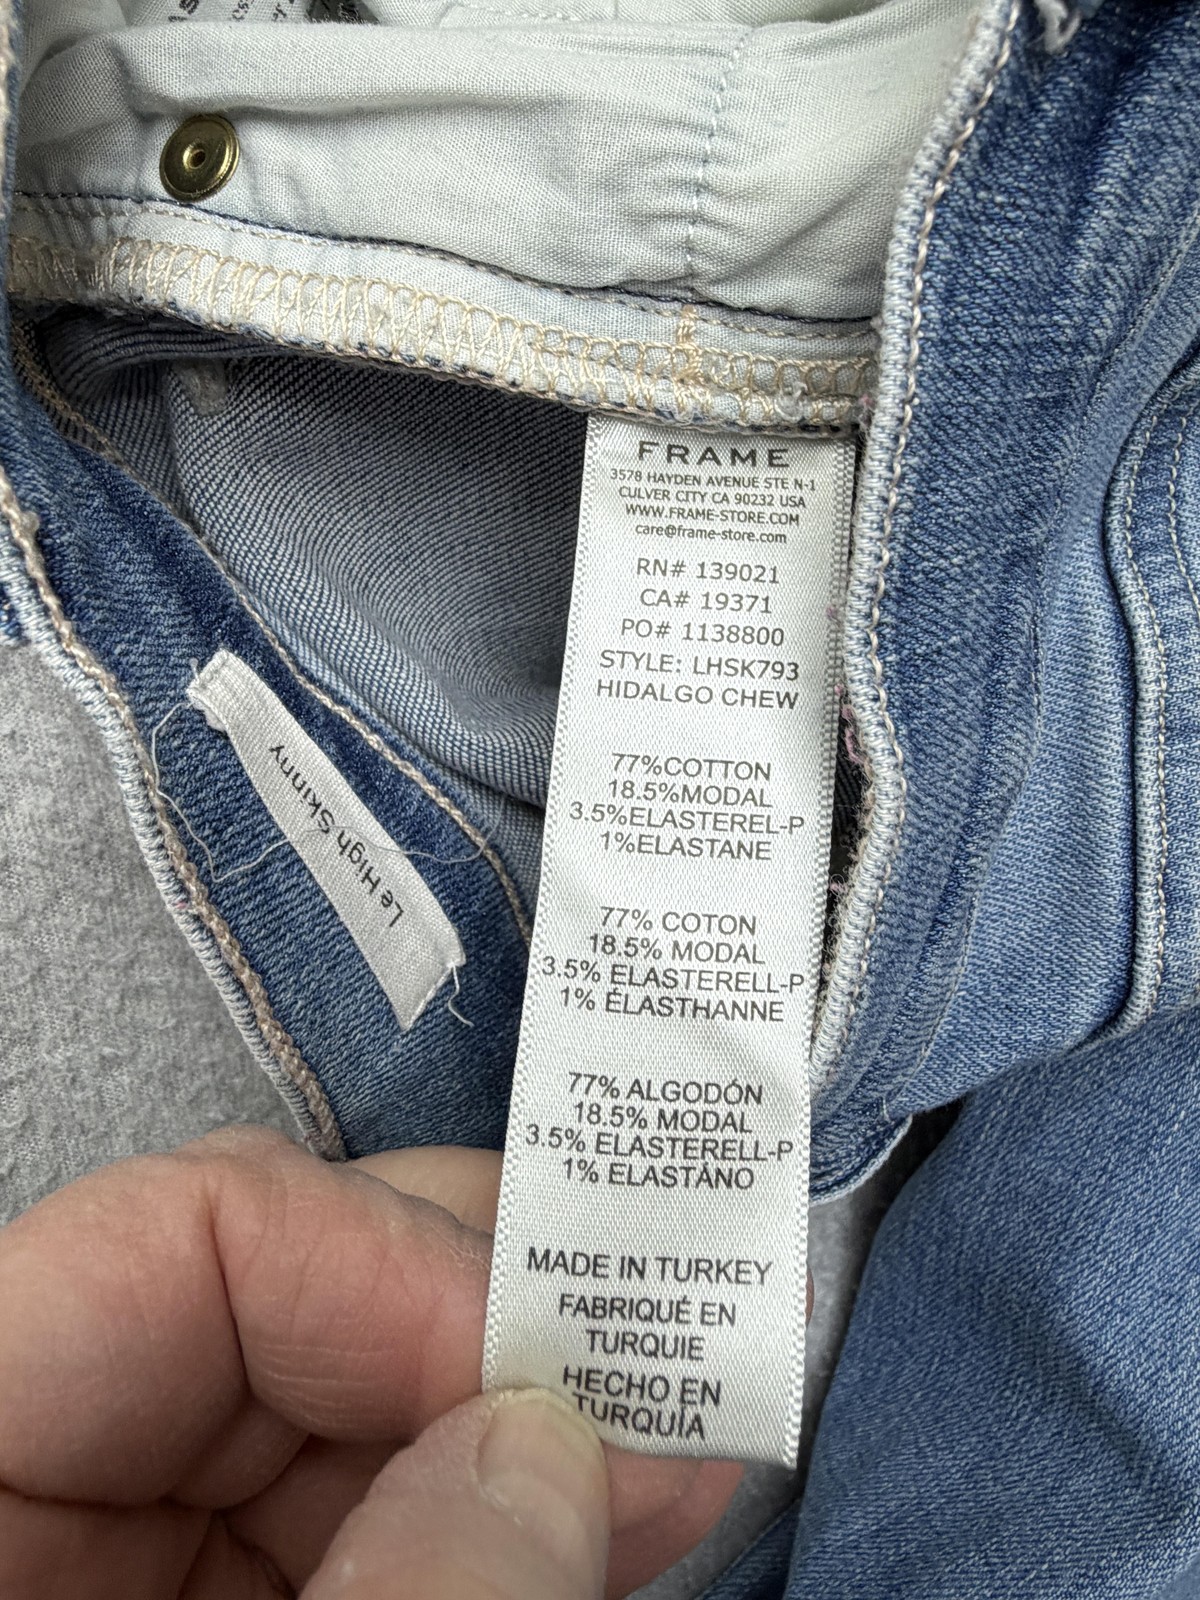 FRAME
3578 HAYDEN AVENUE STE N-1
CULVER CITY CA 90232 USA
WWW.FRAME-STORE.COM
care@frame-store.com
RN# 139021
CA# 19371
PO# 1138800
STYLE: LHSK793
HIDALGO CHEW
77%COTTON
18.5%MODAL
3.5%ELASTEREL-P
1%ELASTANE
77% COTON
18.5% MODAL
3.5% ELASTERELL-P
1% ÉLASTHANNE
77% ALGODÓN
18.5% MODAL
3.5% ELASTERELL-P
1% ELASTÁNO
MADE IN TURKEY
FABRIQUÉ EN
TURQUIE
HECHO EN
TURQUÍA
Le High Skinny